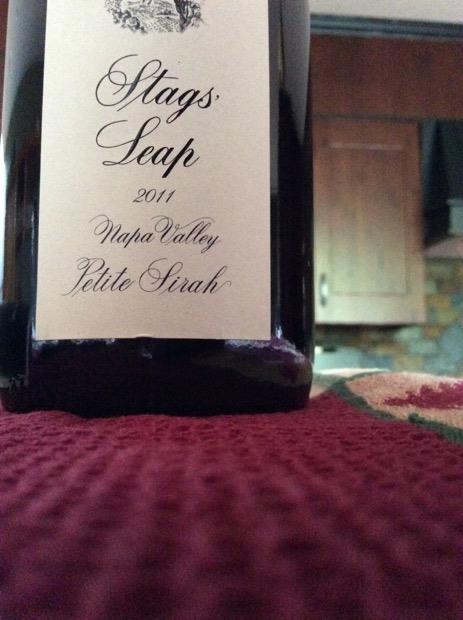 Stags'
Leap
2011
Napa Valley
Petite Sirah